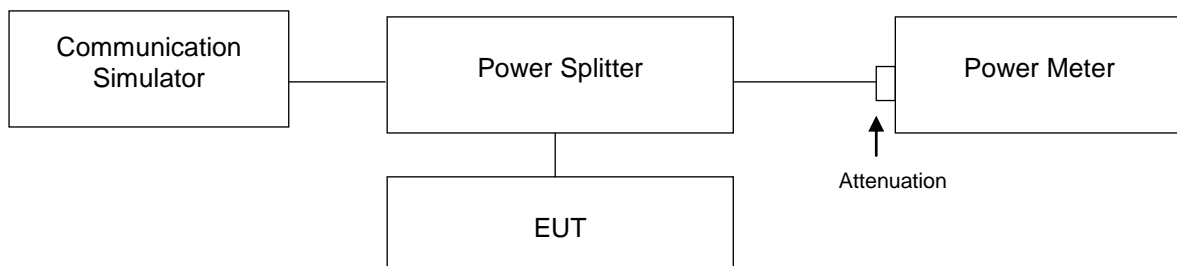 Communication
Simulator
Power Splitter
Power Meter
Attenuation
EUT